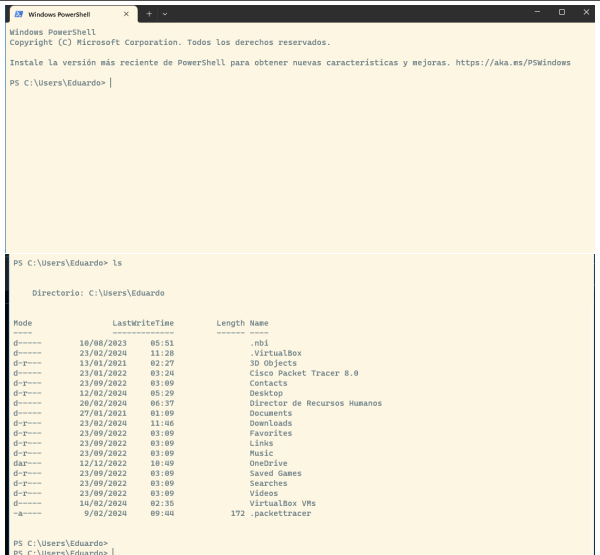 Windows PowerShell
Windows PowerShell
Copyright (C) Microsoft Corporation. Todos los derechos reservados.
Instale la versión más reciente de PowerShell para obtener nuevas características y mejoras. https://aka.ms/PSWindows
PS C:\Users\Eduardo>
PS C:\Users\Eduardo> ls
Directorio: C:\Users\Eduardo
Mode LastWriteTime Length Name
---- ------------- ------ ----
d----- 10/08/2023 05:51 .nbi
d----- 23/02/2024 11:28 .VirtualBox
d-r--- 13/01/2021 02:27 3D Objects
d----- 23/01/2022 03:24 Cisco Packet Tracer 8.0
d-r--- 23/09/2022 03:09 Contacts
d-r--- 12/02/2024 05:29 Desktop
d----- 20/02/2024 06:37 Director de Recursos Humanos
d----- 27/01/2021 01:09 Documents
d-r--- 23/02/2024 11:46 Downloads
d-r--- 23/09/2022 03:09 Favorites
d-r--- 23/09/2022 03:09 Links
d-r--- 23/09/2022 03:09 Music
dar--- 12/12/2022 10:49 OneDrive
d-r--- 23/09/2022 03:09 Saved Games
d-r--- 23/09/2022 03:09 Searches
d-r--- 23/09/2022 03:09 Videos
d----- 14/02/2024 02:35 VirtualBox VMs
-a---- 9/02/2024 09:44 172 .packettracer
PS C:\Users\Eduardo>
PS C:\Users\Eduardo>